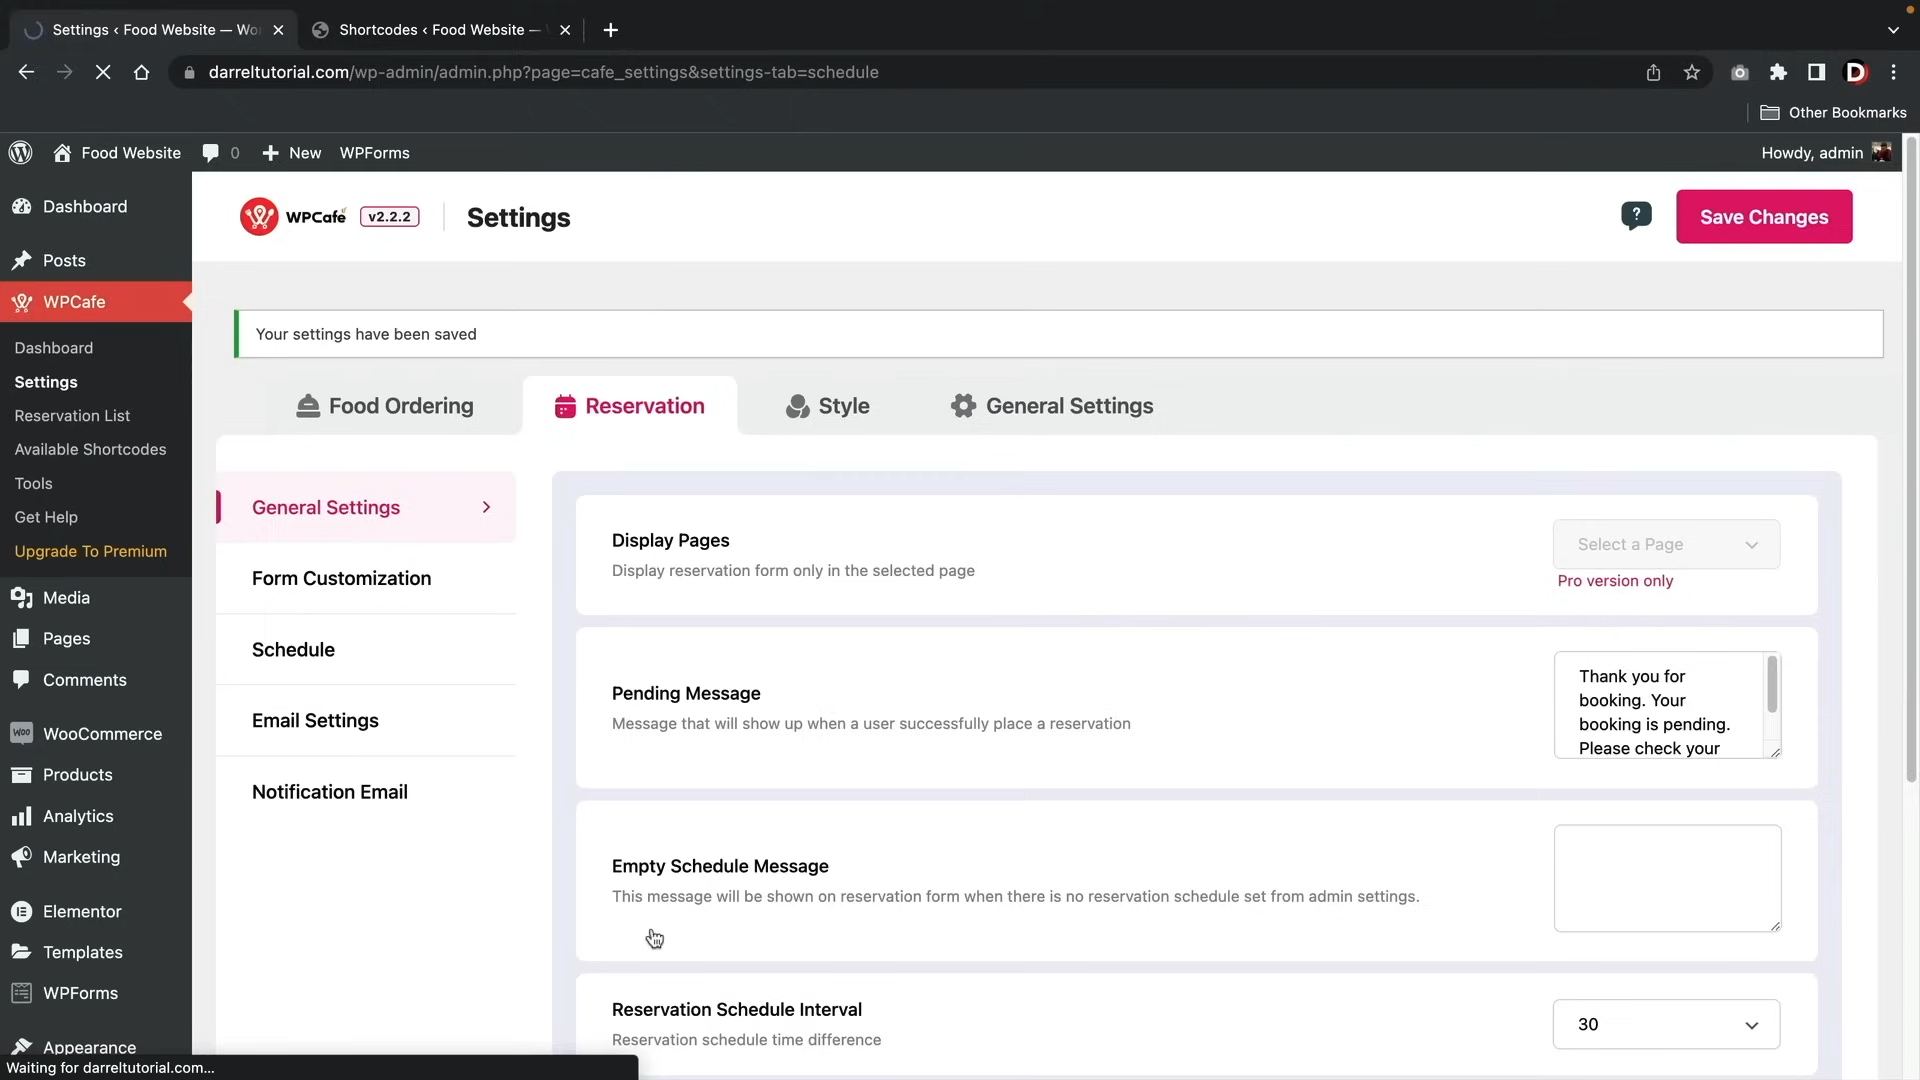 Settings ‹ Food Website — Wo
Shortcodes ‹ Food Website —
darreltutorial.com/wp-admin/admin.php?page=cafe_settings&settings-tab=schedule
D
Other Bookmarks
Food Website
0
New
WPForms
Howdy, admin
Dashboard
Posts
WPCafe
Dashboard
Settings
Reservation List
Available Shortcodes
Tools
Get Help
Upgrade To Premium
Media
Pages
Comments
Woo
WooCommerce
Products
Analytics
Marketing
Elementor
Templates
WPForms
Appearance
Waiting for darreltutorial.com...
WPCafe
v2.2.2
Settings
?
Save Changes
Your settings have been saved
Food Ordering
Reservation
Style
General Settings
General Settings
Form Customization
Schedule
Email Settings
Notification Email
Display Pages
Display reservation form only in the selected page
Select a Page
Pro version only
Pending Message
Message that will show up when a user successfully place a reservation
Thank you for
booking. Your
booking is pending.
Please check your
Empty Schedule Message
This message will be shown on reservation form when there is no reservation schedule set from admin settings.
Reservation Schedule Interval
Reservation schedule time difference
30